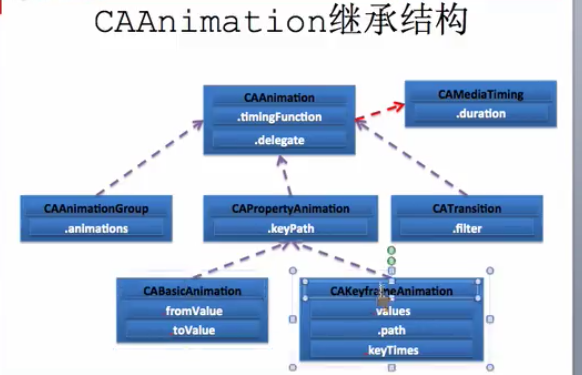 CAAnimation继承结构
CAAnimation
.timingFunction
.delegate
CAMediaTiming
.duration
CAAnimationGroup
.animations
CAPropertyAnimation
.keyPath
CATransition
.filter
CABasicAnimation
fromValue
toValue
CAKeyframeAnimation
values
.path
keyTimes